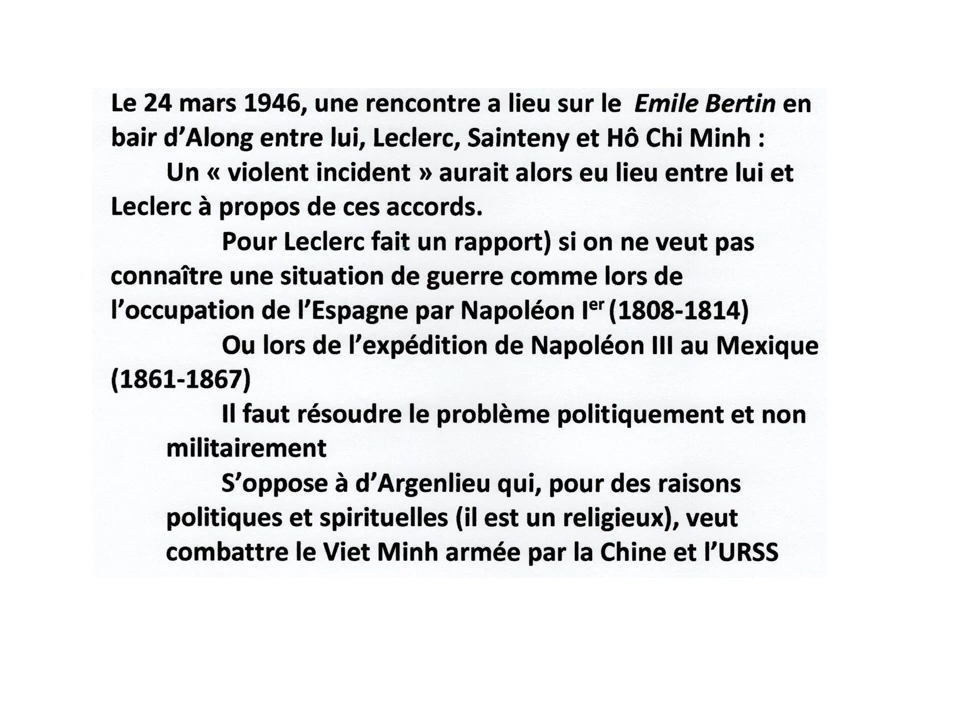 Le 24 mars 1946, une rencontre a lieu sur le Emile Bertin en
bair d’Along entre lui, Leclerc, Sainteny et Hô Chi Minh :
Un « violent incident » aurait alors eu lieu entre lui et
Leclerc à propos de ces accords.
Pour Leclerc fait un rapport) si on ne veut pas
connaître une situation de guerre comme lors de
l’occupation de l’Espagne par Napoléon Ier (1808-1814)
Ou lors de l’expédition de Napoléon III au Mexique
(1861-1867)
Il faut résoudre le problème politiquement et non
militairement
S’oppose à d’Argenlieu qui, pour des raisons
politiques et spirituelles (il est un religieux), veut
combattre le Viet Minh armée par la Chine et l’URSS